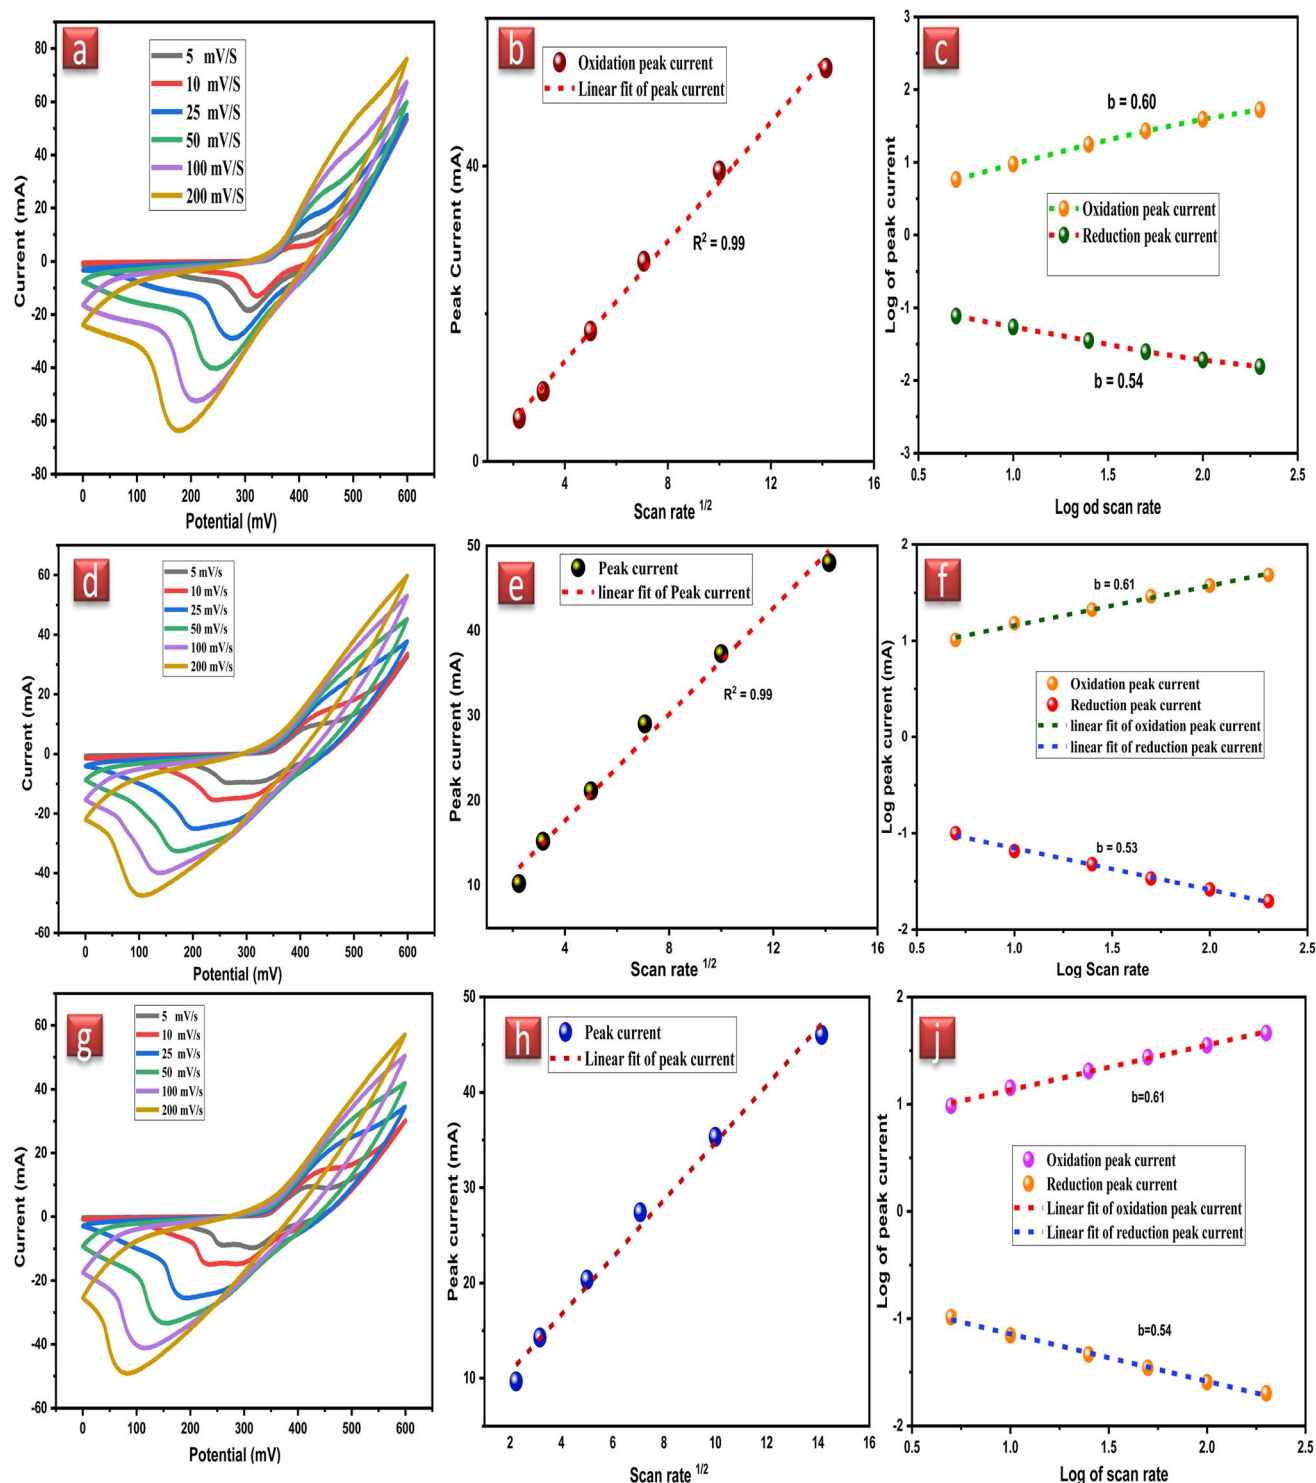 a
5 mV/S
10 mV/S
25 mV/S
50 mV/S
100 mV/S
200 mV/S
80
60
40
20
0
-20
-40
-60
-80
Current (mA)
0 100 200 300 400 500 600
Potential (mV)
b
Oxidation peak current
Linear fit of peak current
R² = 0.99
40
0
Peak Current (mA)
4 8 12 16
Scan rate 1/2
c
b = 0.60
Oxidation peak current
Reduction peak current
b = 0.54
3
2
1
0
-1
-2
-3
Log of peak current
0.5 1.0 1.5 2.0 2.5
Log od scan rate
d
5 mV/s
10 mV/s
25 mV/s
50 mV/s
100 mV/s
200 mV/s
60
40
20
0
-20
-40
-60
Current (mA)
0 100 200 300 400 500 600
Potential (mV)
e
Peak current
linear fit of Peak current
R² = 0.99
50
40
30
20
10
Peak current (mA)
4 8 12 16
Scan rate 1/2
f
b = 0.61
Oxidation peak current
Reduction peak current
linear fit of oxidation peak current
linear fit of reduction peak current
b = 0.53
2
1
0
-1
-2
Log peak current
0.5 1.0 1.5 2.0 2.5
Log Scan rate
g
5 mV/s
10 mV/s
25 mV/s
50 mV/s
100 mV/s
200 mV/s
60
40
20
0
-20
-40
-60
Current (mA)
0 100 200 300 400 500 600
Potential (mV)
h
Peak current
Linear fit of peak current
50
40
30
20
10
Peak current (mA)
2 4 6 8 10 12 14 16
Scan rate 1/2
j
b=0.61
Oxidation peak current
Reduction peak current
Linear fit of oxidation peak current
Linear fit of reduction peak current
b=0.54
2
1
0
-1
-2
Log of peak current
0.5 1.0 1.5 2.0 2.5
Log of scan rate